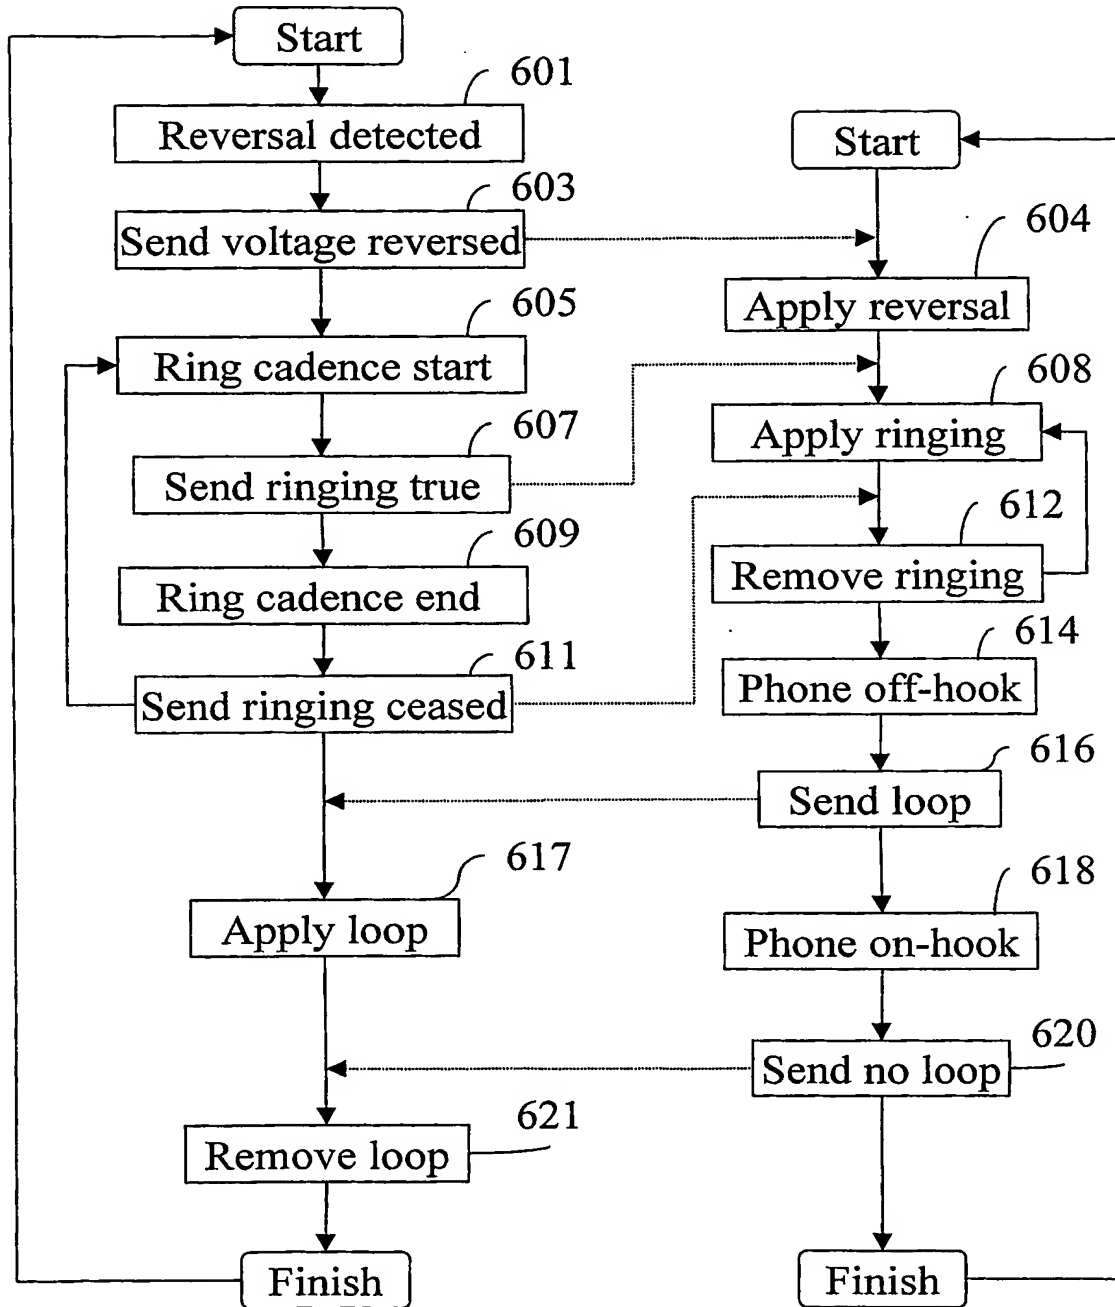 Start
601
Reversal detected
603
Send voltage reversed
605
Ring cadence start
607
Send ringing true
609
Ring cadence end
611
Send ringing ceased
617
Apply loop
621
Remove loop
Finish
Start
604
Apply reversal
608
Apply ringing
612
Remove ringing
614
Phone off-hook
616
Send loop
618
Phone on-hook
620
Send no loop
Finish